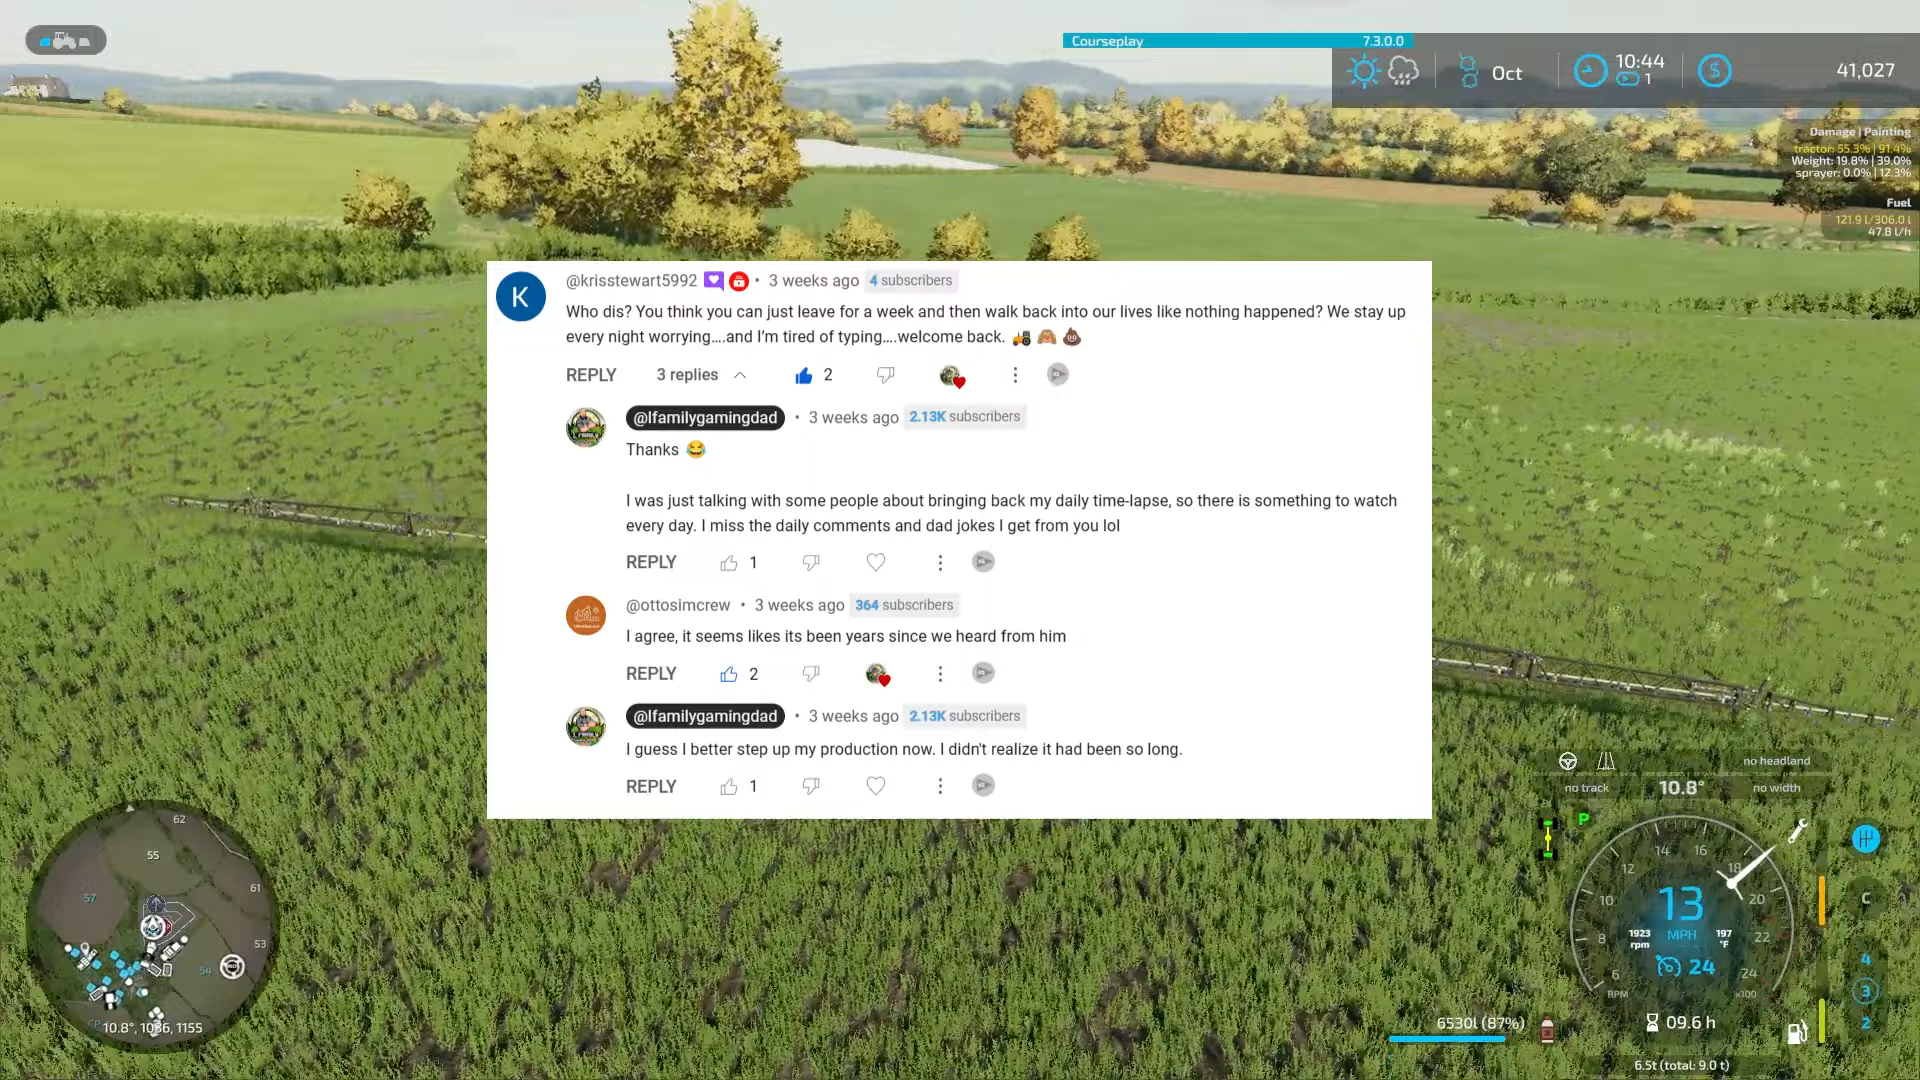 Courseplay 7.3.0.0
Oct
10:44
1
41,027
Damage | Painting
tractor: 55.3% | 91.4%
Weight: 19.8% | 39.0%
sprayer: 0.0% | 12.3%
Fuel
121.9 l/306.0 l
47.8 l/h
K
@krisstewart5992 • 3 weeks ago 4 subscribers
Who dis? You think you can just leave for a week and then walk back into our lives like nothing happened? We stay up
every night worrying....and I'm tired of typing....welcome back. 🚜 🙈 💩
REPLY 3 replies 2
@lfamilygamingdad • 3 weeks ago 2.13K subscribers
Thanks 😂
I was just talking with some people about bringing back my daily time-lapse, so there is something to watch
every day. I miss the daily comments and dad jokes I get from you lol
REPLY 1
@ottosimcrew • 3 weeks ago 364 subscribers
I agree, it seems likes its been years since we heard from him
REPLY 2
@lfamilygamingdad • 3 weeks ago 2.13K subscribers
I guess I better step up my production now. I didn't realize it had been so long.
REPLY 1
62
55
61
57
53
54
10.8°, 1036, 1155
no headland
no track 10.8° no width
P
14 16
12 18
10 20
8 22
6 24
RPM x100
13
MPH
1923
rpm
197
°F
24
C
4
3
2
6530l (87%)
09.6 h
6.5t (total: 9.0 t)